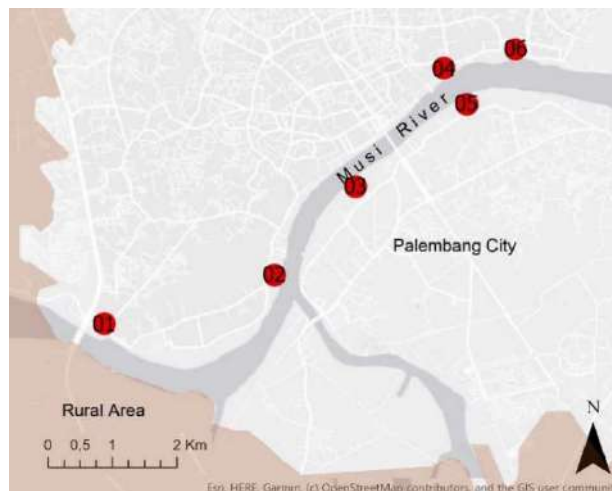 06
04
05
Musi River
03
Palembang City
02
01
Rural Area
N
0 0,5 1 2 Km
Esri, HERE, Garmin, (c) OpenStreetMap contributors, and the GIS user communi